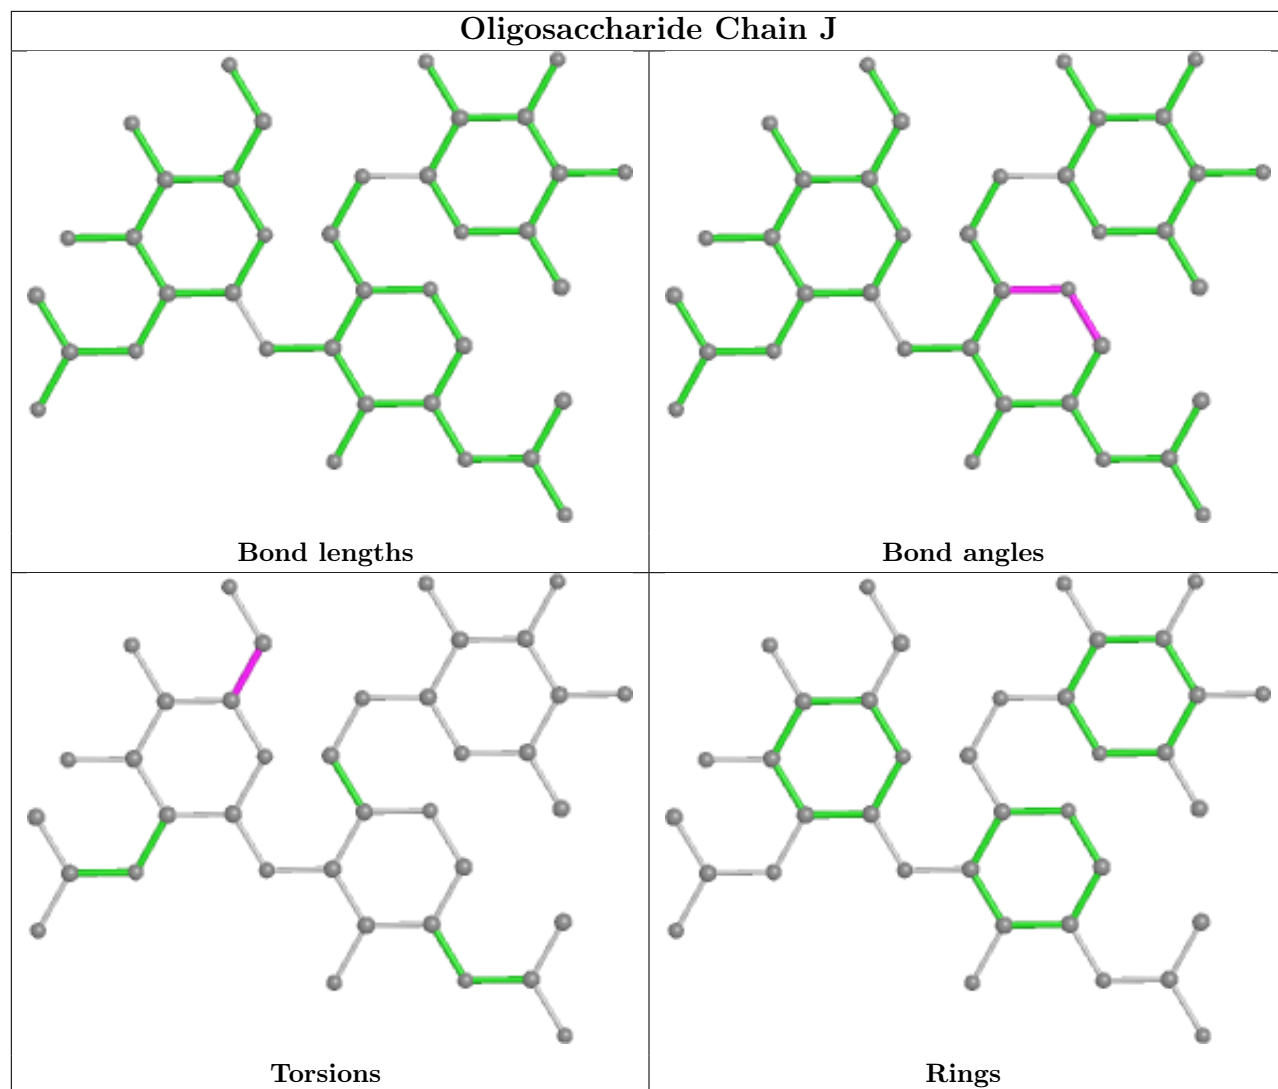 Oligosaccharide Chain J
Bond lengths
Bond angles
Torsions
Rings